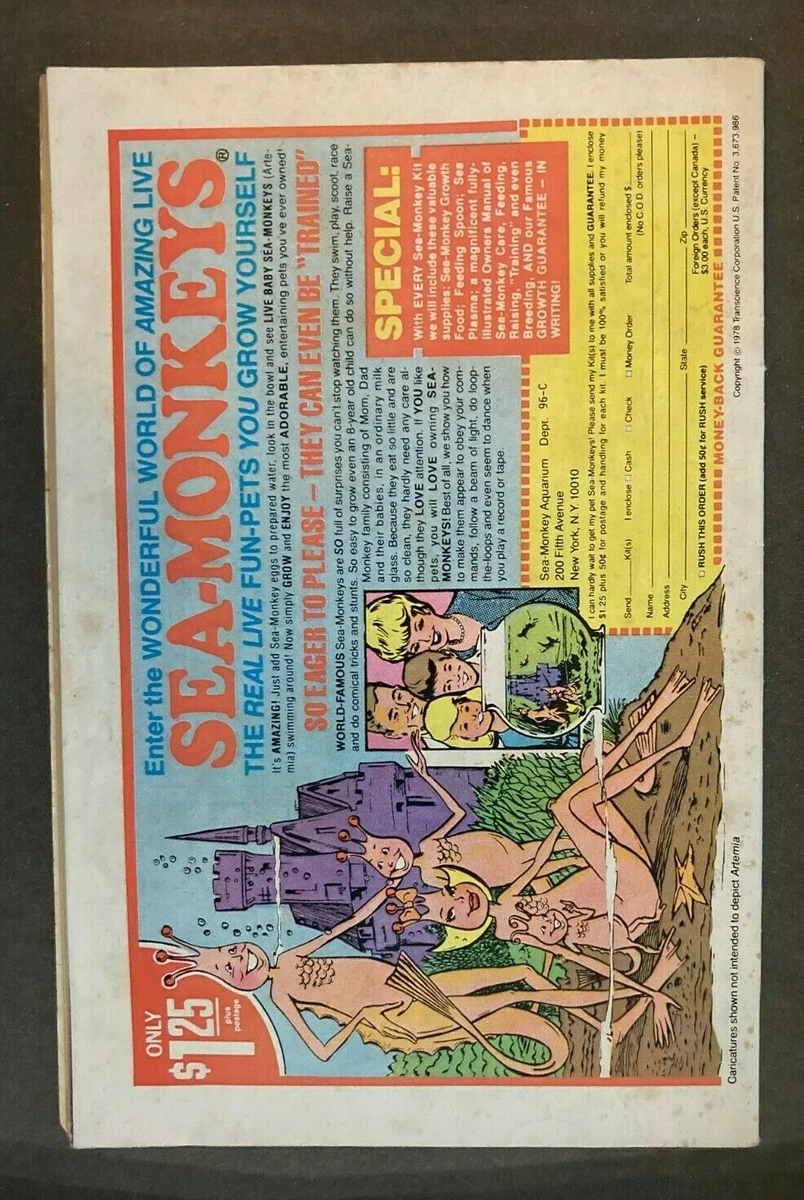 ONLY
$1.25
plus
postage
Enter the WONDERFUL WORLD OF AMAZING LIVE
SEA-MONKEYS®
THE REAL LIVE FUN-PETS YOU GROW YOURSELF
It's AMAZING! Just add Sea-Monkey eggs to prepared water, look in the bowl and see LIVE BABY SEA-MONKEYS (Arte-
mia) swimming around! Now simply GROW and ENJOY the most ADORABLE, entertaining pets you've ever owned!
SO EAGER TO PLEASE – THEY CAN EVEN BE "TRAINED"
WORLD-FAMOUS Sea-Monkeys are SO full of surprises you can't stop watching them. They swim, play, scoot, race
and do comical tricks and stunts. So easy to grow even an 8-year old child can do so without help. Raise a Sea-
Monkey family consisting of Mom, Dad
and their babies, in an ordinary milk
glass. Because they eat so little and are
so clean, they hardly need any care al-
though they LOVE attention. If YOU like
pets, you will LOVE owning SEA-
MONKEYS! Best of all, we show you how
to make them appear to obey your com-
mands, follow a beam of light, do loop-
the-loops and even seem to dance when
you play a record or tape.
SPECIAL:
With EVERY Sea-Monkey Kit
we will include these valuable
supplies: Sea-Monkey Growth
Food; Feeding Spoon; Sea
Plasma; a magnificent fully-
illustrated Owners Manual of
Sea-Monkey Care, Feeding,
Raising, "Training" and even
Breeding, AND our Famous
GROWTH GUARANTEE – IN
WRITING!
Sea-Monkey Aquarium Dept. 96-C
200 Fifth Avenue
New York, N.Y. 10010
I can hardly wait to get my pet Sea-Monkeys! Please send my Kit(s) to me with all supplies and GUARANTEE. I enclose
$1.25 plus 50¢ for postage and handling for each kit. I must be 100% satisfied or you will refund my money
Send Kit(s) I enclose □ Cash □ Check □ Money Order Total amount enclosed $
Name (No C.O.D. orders please)
Address
City State Zip
□ RUSH THIS ORDER (add 50¢ for RUSH service) Foreign Orders (except Canada) –
$3.00 each, U.S. Currency
MONEY-BACK GUARANTEE
Caricatures shown not intended to depict Artemia
Copyright © 1978 Transcience Corporation U.S. Patent No. 3,673,986